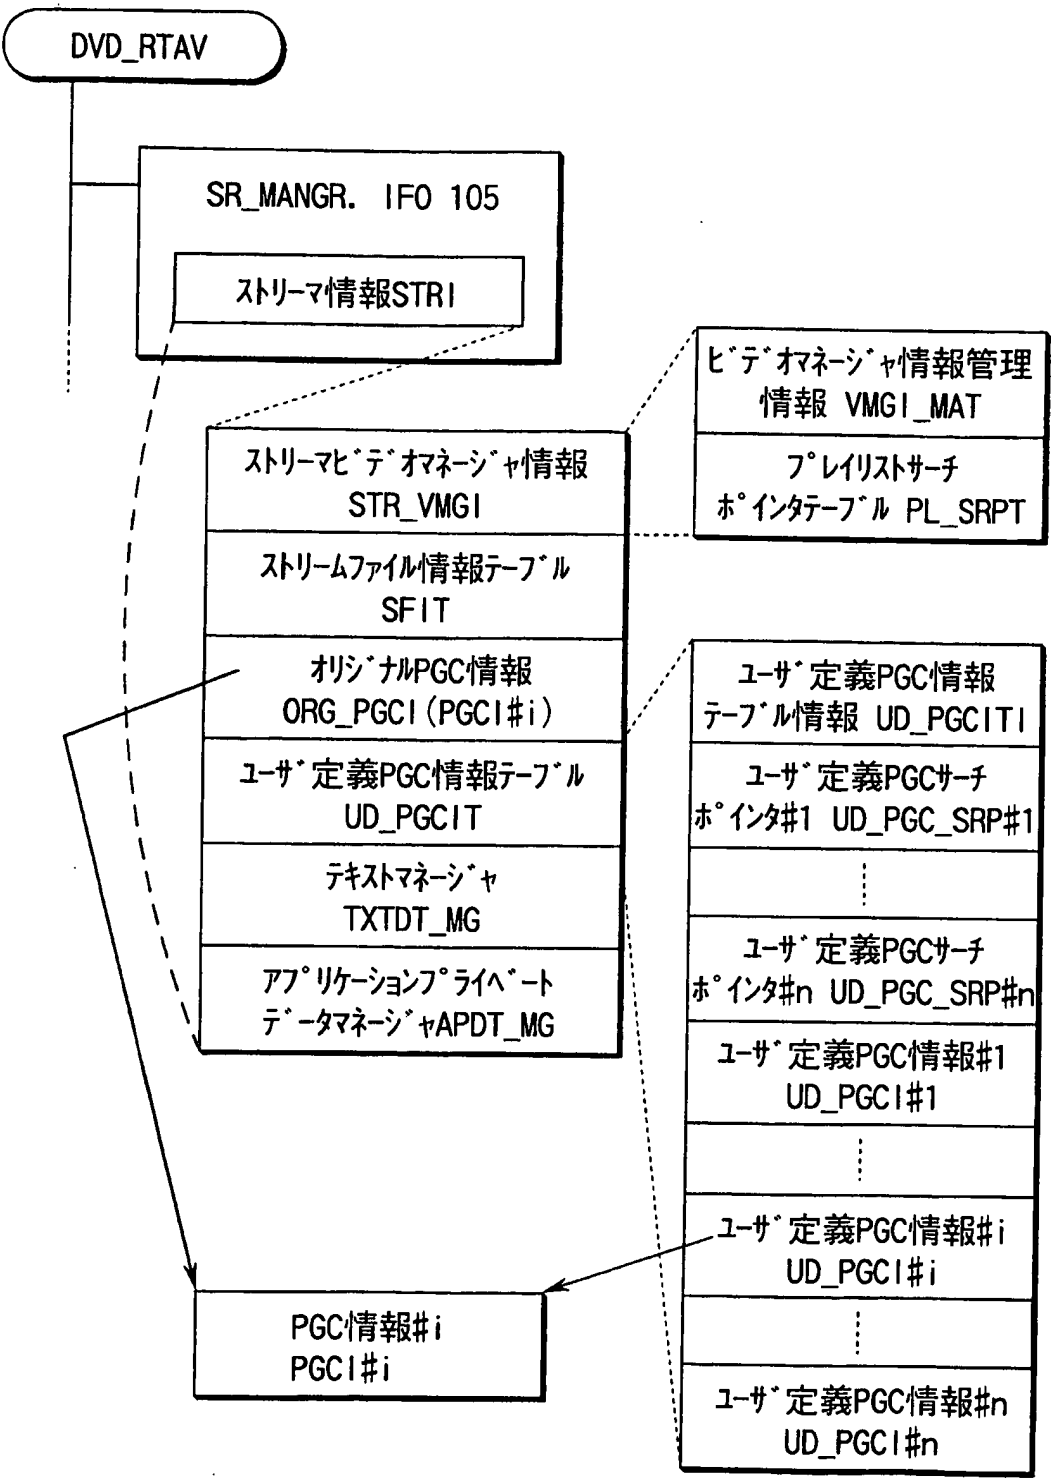 DVD_RTAV
SR_MANGR. IFO 105
ｽﾄﾘｰﾏ情報STRI
ﾋﾞﾃﾞｵﾏﾈｰｼﾞｬ情報管理
情報 VMGI_MAT
ﾌﾟﾚｲﾘｽﾄｻｰﾁ
ﾎﾟｲﾝﾀﾃｰﾌﾞﾙ PL_SRPT
ｽﾄﾘｰﾏﾋﾞﾃﾞｵﾏﾈｰｼﾞｬ情報
STR_VMGI
ｽﾄﾘｰﾑﾌｧｲﾙ情報ﾃｰﾌﾞﾙ
SFIT
ｵﾘｼﾞﾅﾙPGC情報
ORG_PGCI(PGCI#i)
ﾕｰｻﾞ定義PGC情報ﾃｰﾌﾞﾙ
UD_PGCIT
ﾃｷｽﾄﾏﾈｰｼﾞｬ
TXTDT_MG
ｱﾌﾟﾘｹｰｼｮﾝﾌﾟﾗｲﾍﾞｰﾄ
ﾃﾞｰﾀﾏﾈｰｼﾞｬAPDT_MG
ﾕｰｻﾞ定義PGC情報
ﾃｰﾌﾞﾙ情報 UD_PGCITI
ﾕｰｻﾞ定義PGCｻｰﾁ
ﾎﾟｲﾝﾀ#1 UD_PGC_SRP#1
ﾕｰｻﾞ定義PGCｻｰﾁ
ﾎﾟｲﾝﾀ#n UD_PGC_SRP#n
ﾕｰｻﾞ定義PGC情報#1
UD_PGCI#1
ﾕｰｻﾞ定義PGC情報#i
UD_PGCI#i
ﾕｰｻﾞ定義PGC情報#n
UD_PGCI#n
PGC情報#i
PGCI#i